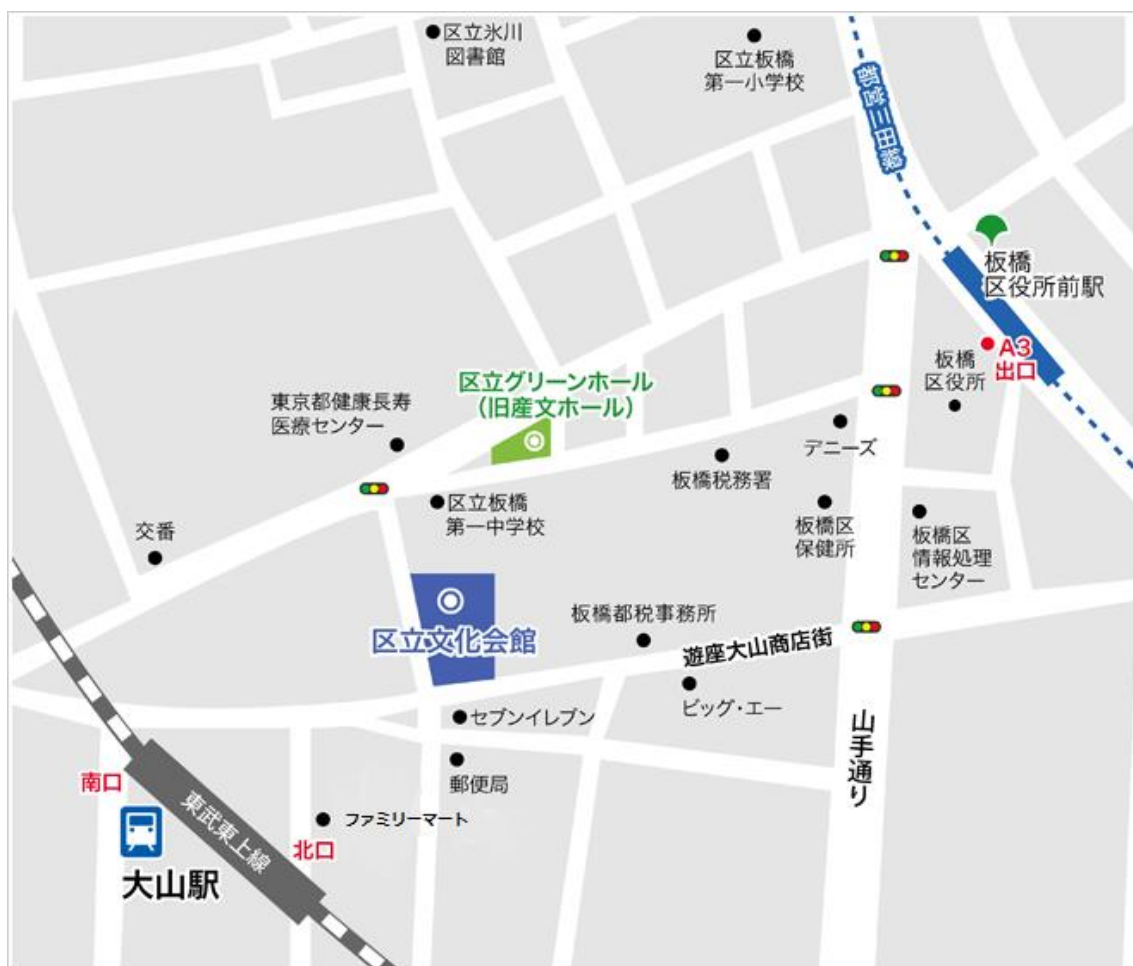 区立氷川
図書館
区立板橋
第一小学校
都営三田線
板橋
区役所前駅
A3
出口
板橋
区役所
区立グリーンホール
（旧産文ホール）
東京都健康長寿
医療センター
デニーズ
板橋税務署
区立板橋
第一中学校
交番
板橋区
保健所
板橋区
情報処理
センター
板橋都税事務所
区立文化会館
遊座大山商店街
ビッグ・エー
セブンイレブン
山手通り
郵便局
南口
ファミリーマート
東武東上線
北口
大山駅